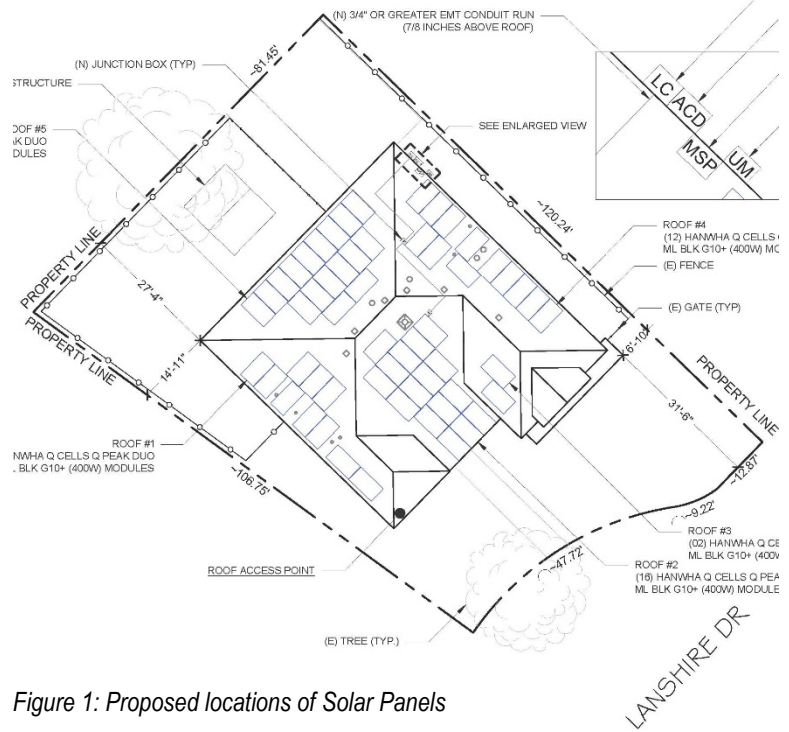 (N) 3/4" OR GREATER EMT CONDUIT RUN
(7/8 INCHES ABOVE ROOF)
~81.45'
(N) JUNCTION BOX (TYP)
STRUCTURE
OOF #5
AK DUO
DULES
SEE ENLARGED VIEW
LC
ACD
MSP
UM
~120.24'
ROOF #4
(12) HANWHA Q CELLS
ML BLK G10+ (400W) MO
(E) FENCE
(E) GATE (TYP)
PROPERTY LINE
PROPERTY LINE
27'-4"
14'-11"
6'-10"
PROPERTY LINE
31'-6"
~12.87'
~9.22'
ROOF #1
NWHA Q CELLS Q PEAK DUO
BLK G10+ (400W) MODULES
~106.75'
ROOF #3
(02) HANWHA Q CE
ML BLK G10+ (400W
ROOF #2
(16) HANWHA Q CELLS Q PEA
ML BLK G10+ (400W) MODULE
ROOF ACCESS POINT
~47.72'
(E) TREE (TYP.)
LANSHIRE DR
Figure 1: Proposed locations of Solar Panels